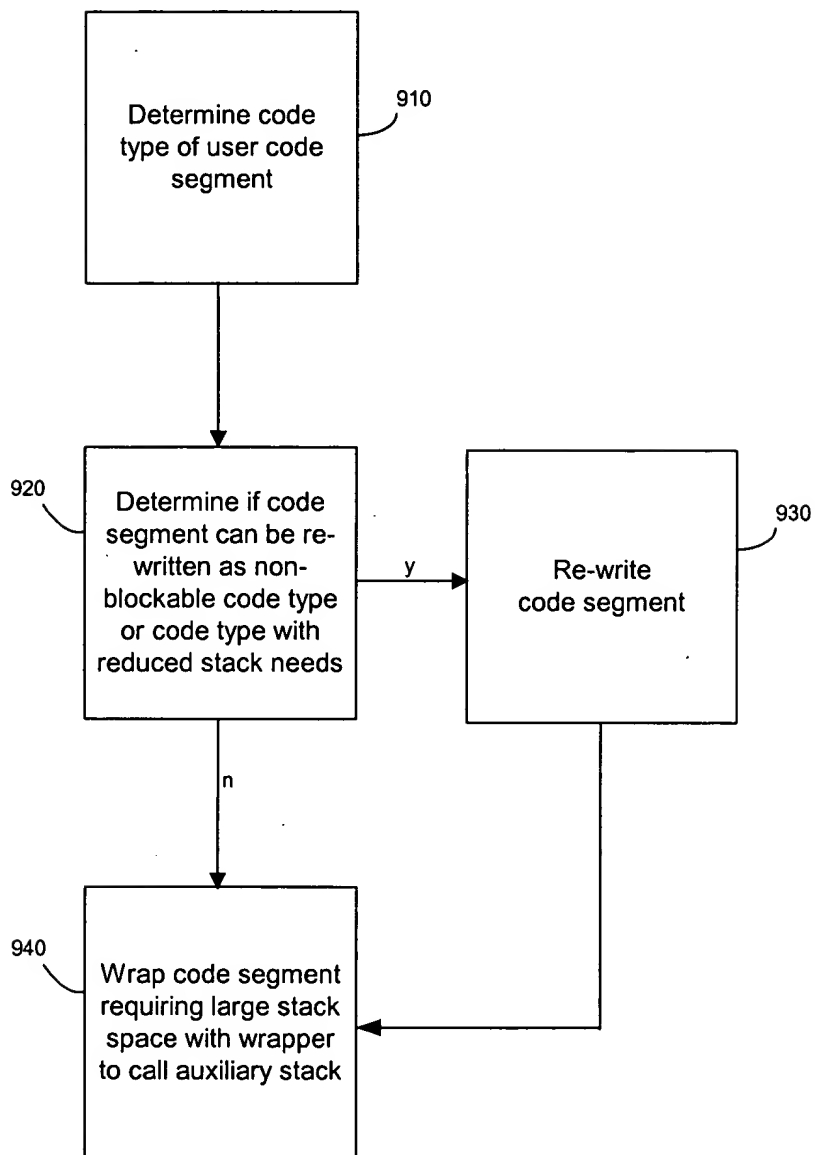 Determine code
type of user code
segment
910
920
Determine if code
segment can be re-
written as non-
blockable code type
or code type with
reduced stack needs
y
Re-write
code segment
930
n
940
Wrap code segment
requiring large stack
space with wrapper
to call auxiliary stack